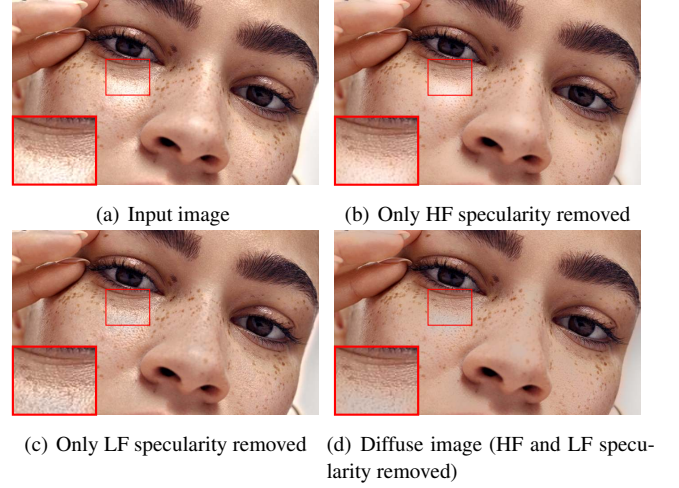 (a) Input image
(b) Only HF specularity removed
(c) Only LF specularity removed
(d) Diffuse image (HF and LF specu-
larity removed)